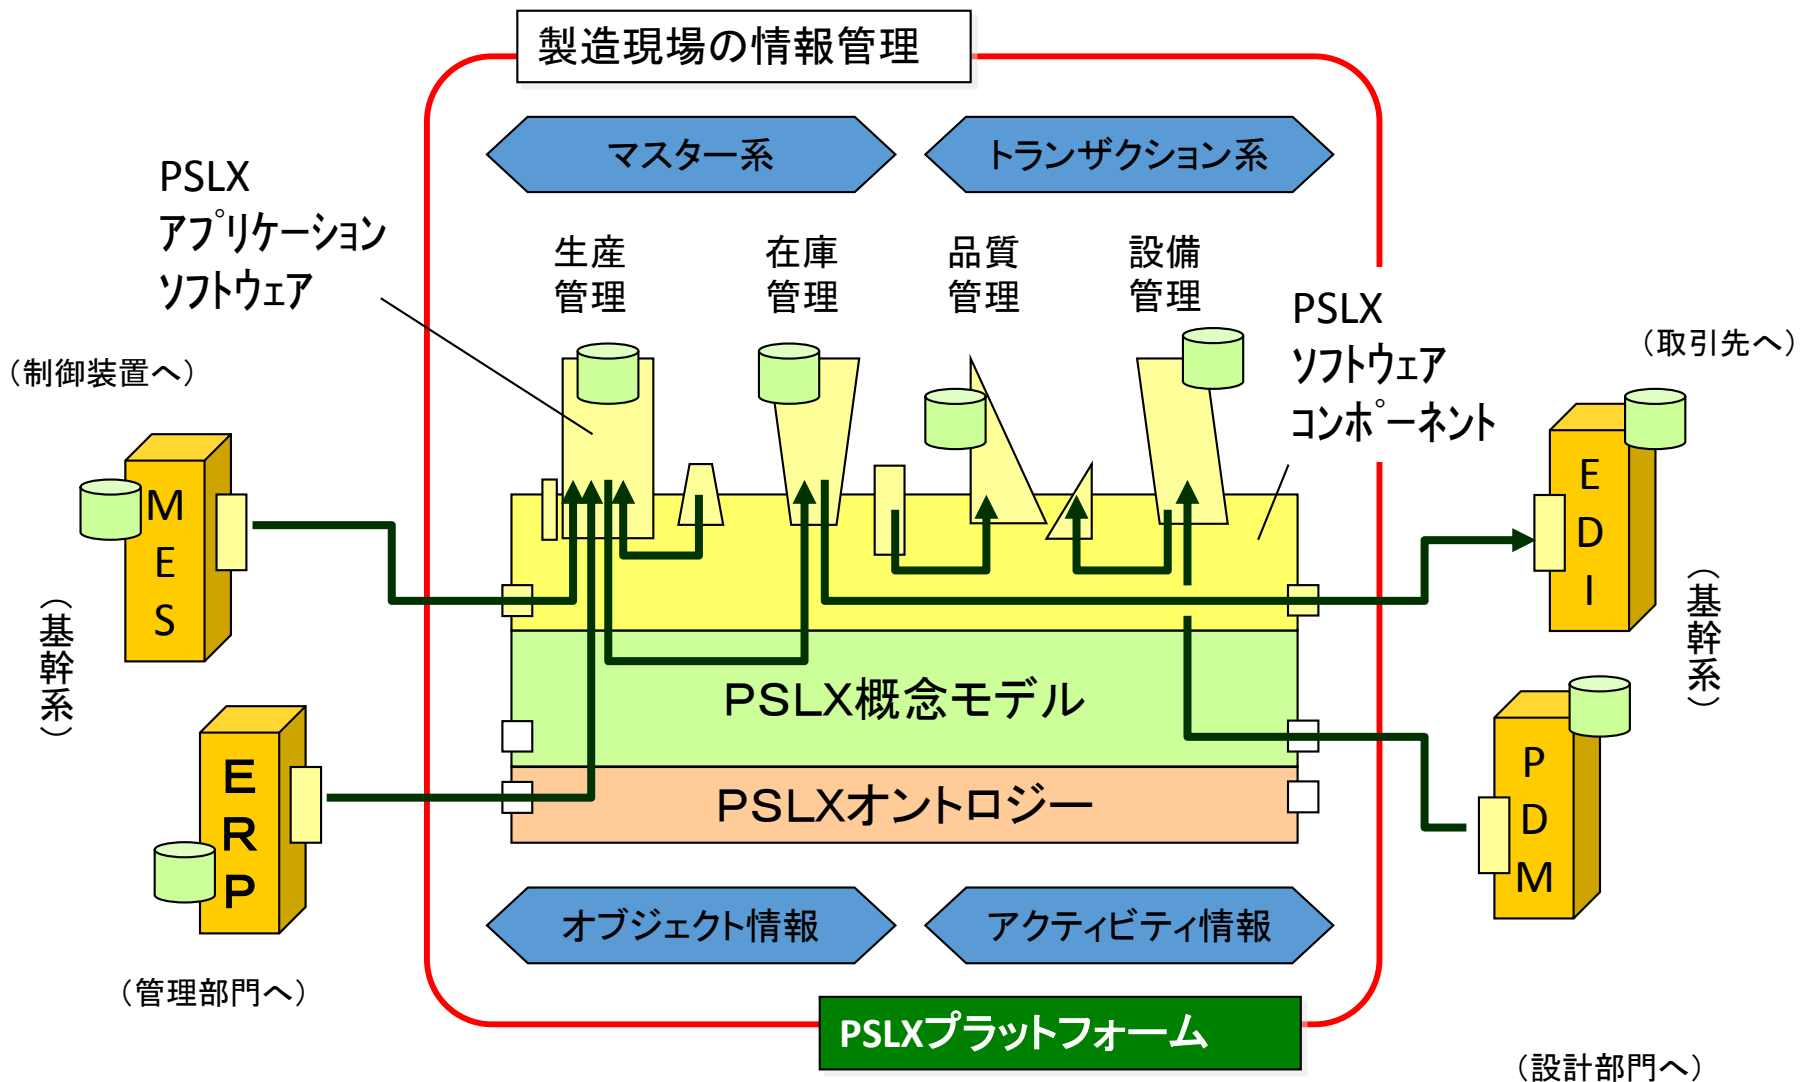 製造現場の情報管理
マスター系
トランザクション系
PSLX
アプリケーション
ソフトウェア
生産
管理
在庫
管理
品質
管理
設備
管理
PSLX
ソフトウェア
コンポーネント
（制御装置へ）
（取引先へ）
MES
EDI
（基幹系）
（基幹系）
PSLX概念モデル
ERP
PDM
PSLXオントロジー
オブジェクト情報
アクティビティ情報
（管理部門へ）
PSLXプラットフォーム
（設計部門へ）